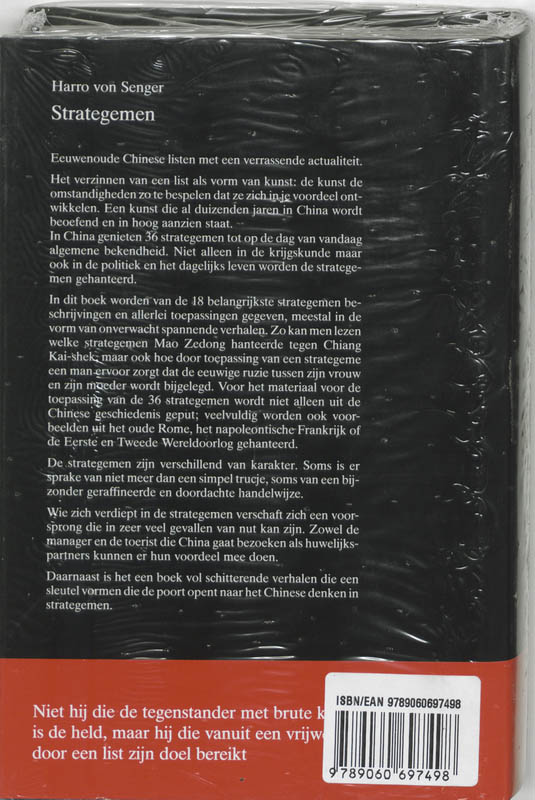 Harro von Senger
Strategemen
Eeuwenoude Chinese listen met een verrassende actualiteit.
Het verzinnen van een list als vorm van kunst: de kunst de
omstandigheden zo te bespelen dat ze zich in je voordeel ont-
wikkelen. Een kunst die al duizenden jaren in China wordt
beoefend en in hoog aanzien staat.
In China genieten 36 strategemen tot op de dag van vandaag
algemene bekendheid. Niet alleen in de krijgskunde maar
ook in de politiek en het dagelijks leven worden de stratege-
men gehanteerd.
In dit boek worden van de 18 belangrijkste strategemen be-
schrijvingen en allerlei toepassingen gegeven, meestal in de
vorm van onverwacht spannende verhalen. Zo kan men lezen
welke strategemen Mao Zedong hanteerde tegen Chiang
Kai-shek, maar ook hoe door toepassing van een strategeme
een man ervoor zorgt dat de eeuwige ruzie tussen zijn vrouw
en zijn moeder wordt bijgelegd. Voor het materiaal voor de
toepassing van de 36 strategemen wordt niet alleen uit de
Chinese geschiedenis geput; veelvuldig worden ook voor-
beelden uit het oude Rome, het napoleontische Frankrijk of
de Eerste en Tweede Wereldoorlog gehanteerd.
De strategemen zijn verschillend van karakter. Soms is er
sprake van niet meer dan een simpel trucje, soms van een bij-
zonder geraffineerde en doordachte handelwijze.
Wie zich verdiept in de strategemen verschaft zich een voor-
sprong die in zeer veel gevallen van nut kan zijn. Zowel de
manager en de toerist die China gaat bezoeken als huwelijks-
partners kunnen er hun voordeel mee doen.
Daarnaast is het een boek vol schitterende verhalen die een
sleutel vormen die de poort opent naar het Chinese denken in
strategemen.
Niet hij die de tegenstander met brute k
is de held, maar hij die vanuit een vrijwe
door een list zijn doel bereikt
ISBN/EAN 9789060697498
9 789060 697498